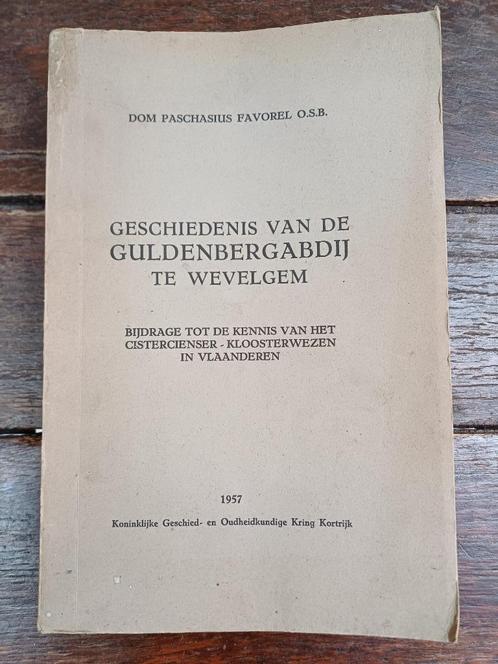 DOM PASCHASIUS FAVOREL O.S.B.
GESCHIEDENIS VAN DE
GULDENBERGABDIJ
TE WEVELGEM
BIJDRAGE TOT DE KENNIS VAN HET
CISTERCIENSER - KLOOSTERWEZEN
IN VLAANDEREN
1957
Koninklijke Geschied- en Oudheidkundige Kring Kortrijk